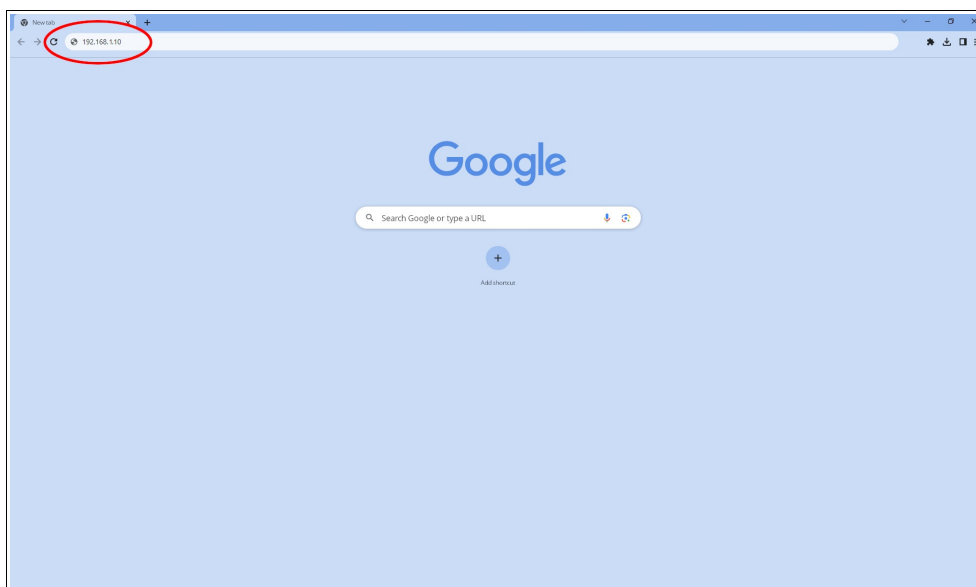 New tab
192.168.1.10
Google
Search Google or type a URL
Add shortcut